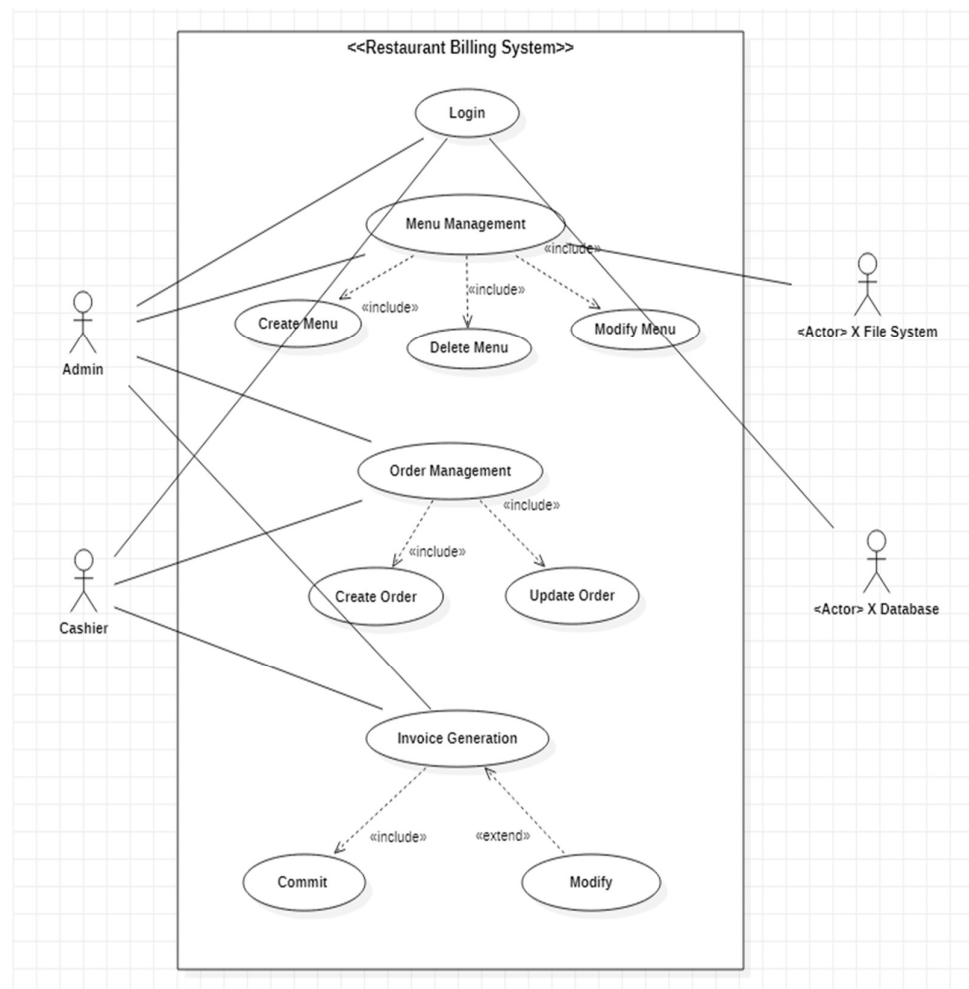 <<Restaurant Billing System>>
Login
Menu Management
«include»
«include»
«include»
Create Menu
Delete Menu
Modify Menu
<Actor> X File System
Admin
Order Management
«include»
«include»
Create Order
Update Order
<Actor> X Database
Cashier
Invoice Generation
«include»
«extend»
Commit
Modify